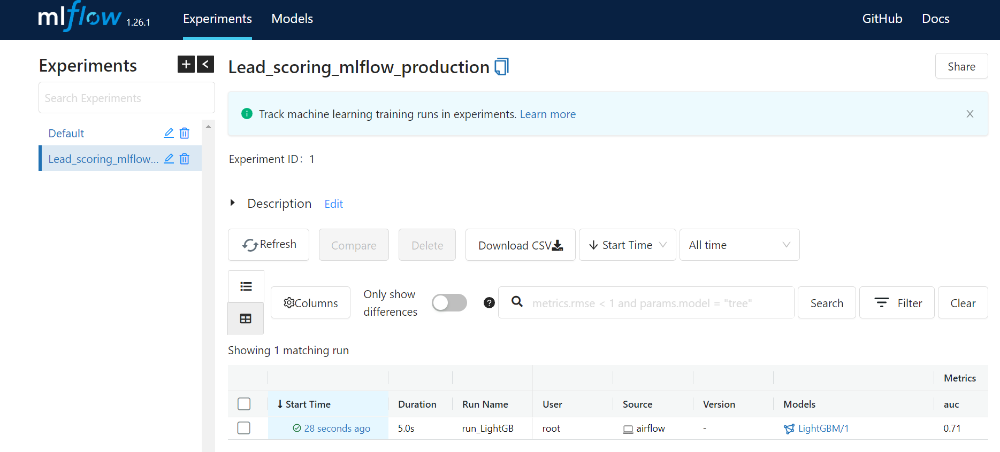 mlflow 1.26.1 Experiments Models GitHub Docs
Experiments + <
Search Experiments
Default
Lead_scoring_mlflow...
Lead_scoring_mlflow_production
Share
Track machine learning training runs in experiments. Learn more
Experiment ID: 1
Description Edit
Refresh Compare Delete Download CSV Start Time All time
Columns
Only show
differences
? metrics.rmse < 1 and params.model = "tree" Search Filter Clear
Showing 1 matching run
Metrics
Start Time Duration Run Name User Source Version Models auc
28 seconds ago 5.0s run_LightGB root airflow - LightGBM/1 0.71